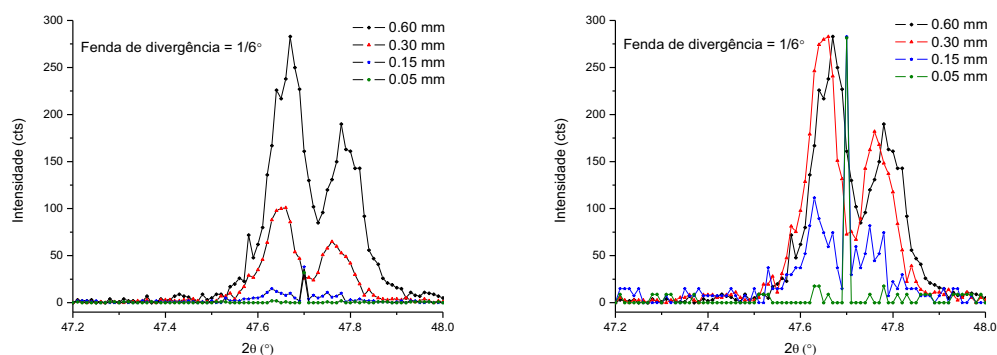 Fenda de divergência = 1/6°
0.60 mm
0.30 mm
0.15 mm
0.05 mm
300
250
200
150
100
50
0
47.2
47.4
47.6
47.8
48.0
Intensidade (cts)
2θ (°)
Fenda de divergência = 1/6°
0.60 mm
0.30 mm
0.15 mm
0.05 mm
300
250
200
150
100
50
0
47.2
47.4
47.6
47.8
48.0
Intensidade (cts)
2θ (°)